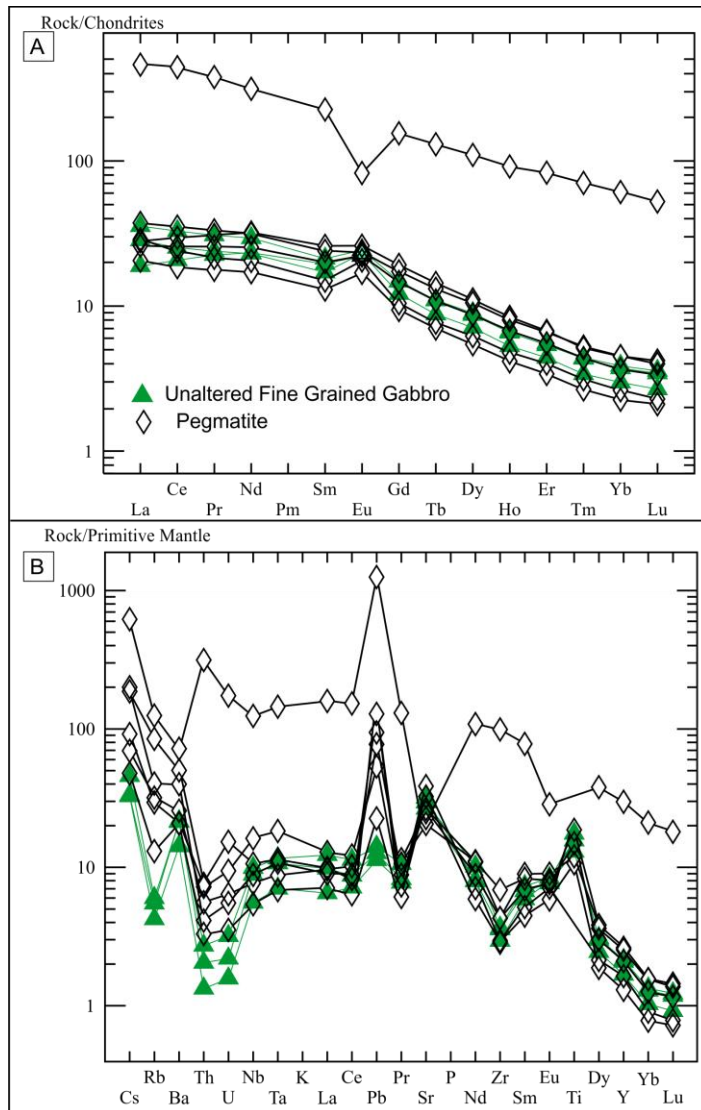 Rock/Chondrites
A
100
10
1
Unaltered Fine Grained Gabbro
Pegmatite
Ce Nd Sm Gd Dy Er Yb
La Pr Pm Eu Tb Ho Tm Lu
Rock/Primitive Mantle
B
1000
100
10
1
Rb Th Nb K Ce Pr P Zr Eu Dy Yb
Cs Ba U Ta La Pb Sr Nd Sm Ti Y Lu